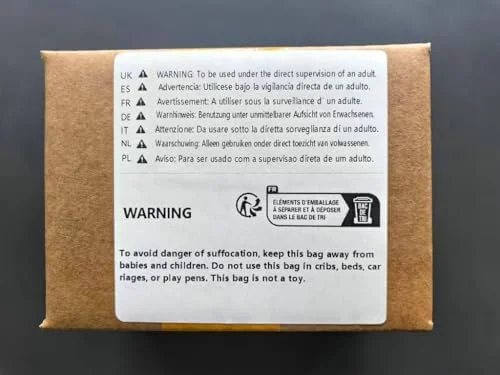 UK ⚠ WARNING: To be used under the direct supervision of an adult.
ES ⚠ Advertencia: Utilícese bajo la vigilancia directa de un adulto.
FR ⚠ Avertissement: A utiliser sous la surveillance d' un adulte.
DE ⚠ Warnhinweis: Benutzung unter unmittelbarer Aufsicht von Erwachsenen.
IT ⚠ Attenzione: Da usare sotto la diretta sorveglianza di un adulto.
NL ⚠ Waarschuwing: Alleen gebruiken onder direct toezicht van volwassenen.
PL ⚠ Aviso: Para ser usado com a supervisao direta de um adulto.
FR
ÉLÉMENTS D'EMBALLAGE
À SÉPARER ET À DÉPOSER
DANS LE BAC DE TRI
BAC
DE
TRI
WARNING
To avoid danger of suffocation, keep this bag away from
babies and children. Do not use this bag in cribs, beds, car
riages, or play pens. This bag is not a toy.